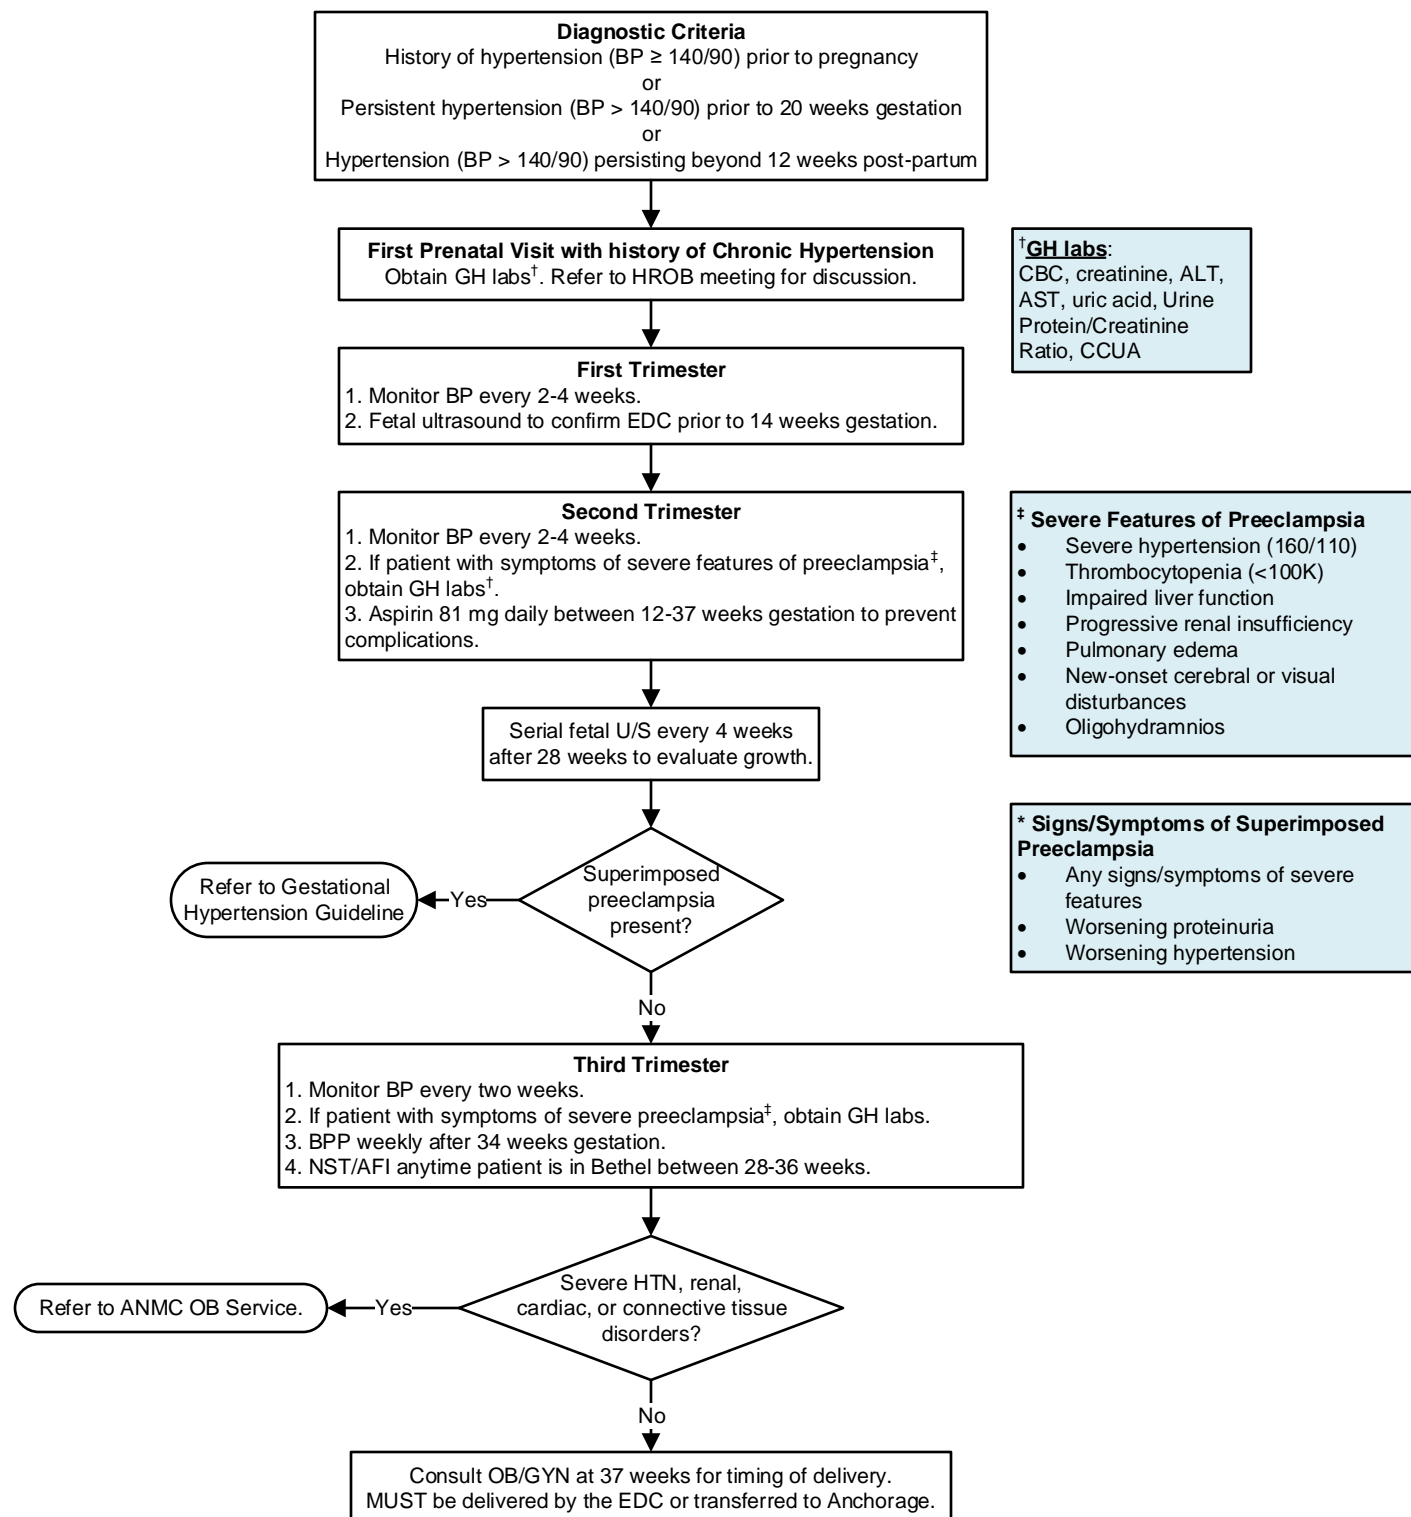 Diagnostic Criteria
History of hypertension (BP ≥ 140/90) prior to pregnancy
or
Persistent hypertension (BP > 140/90) prior to 20 weeks gestation
or
Hypertension (BP > 140/90) persisting beyond 12 weeks post-partum
First Prenatal Visit with history of Chronic Hypertension
Obtain GH labs†. Refer to HROB meeting for discussion.
†GH labs:
CBC, creatinine, ALT,
AST, uric acid, Urine
Protein/Creatinine
Ratio, CCUA
First Trimester
1. Monitor BP every 2-4 weeks.
2. Fetal ultrasound to confirm EDC prior to 14 weeks gestation.
Second Trimester
1. Monitor BP every 2-4 weeks.
2. If patient with symptoms of severe features of preeclampsia‡,
obtain GH labs†.
3. Aspirin 81 mg daily between 12-37 weeks gestation to prevent
complications.
‡ Severe Features of Preeclampsia
• Severe hypertension (160/110)
• Thrombocytopenia (<100K)
• Impaired liver function
• Progressive renal insufficiency
• Pulmonary edema
• New-onset cerebral or visual
disturbances
• Oligohydramnios
Serial fetal U/S every 4 weeks
after 28 weeks to evaluate growth.
* Signs/Symptoms of Superimposed
Preeclampsia
• Any signs/symptoms of severe
features
• Worsening proteinuria
• Worsening hypertension
Superimposed
preeclampsia
present?
Yes
Refer to Gestational
Hypertension Guideline
No
Third Trimester
1. Monitor BP every two weeks.
2. If patient with symptoms of severe preeclampsia‡, obtain GH labs.
3. BPP weekly after 34 weeks gestation.
4. NST/AFI anytime patient is in Bethel between 28-36 weeks.
Severe HTN, renal,
cardiac, or connective tissue
disorders?
Yes
Refer to ANMC OB Service.
No
Consult OB/GYN at 37 weeks for timing of delivery.
MUST be delivered by the EDC or transferred to Anchorage.